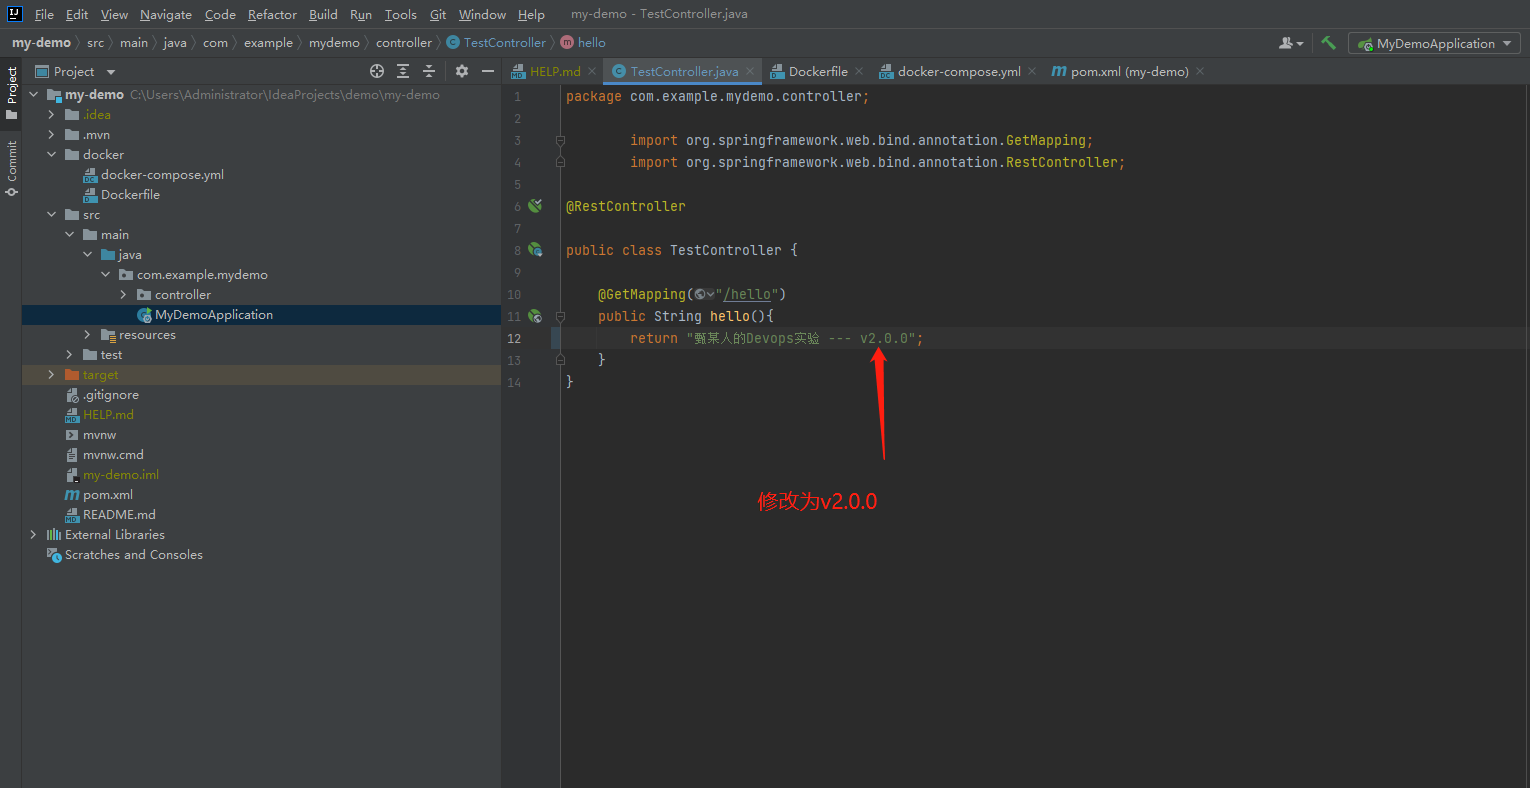 File Edit View Navigate Code Refactor Build Run Tools Git Window Help my-demo - TestController.java
my-demo src main java com example mydemo controller TestController hello
MyDemoApplication
Project
HELP.md TestController.java Dockerfile docker-compose.yml pom.xml (my-demo)
Project
Commit
my-demo C:\Users\Administrator\IdeaProjects\demo\my-demo
.idea
.mvn
docker
docker-compose.yml
Dockerfile
src
main
java
com.example.mydemo
controller
MyDemoApplication
resources
test
target
.gitignore
HELP.md
mvnw
mvnw.cmd
my-demo.iml
pom.xml
README.md
External Libraries
Scratches and Consoles
1 package com.example.mydemo.controller;
2
3 import org.springframework.web.bind.annotation.GetMapping;
4 import org.springframework.web.bind.annotation.RestController;
5
6 @RestController
7
8 public class TestController {
9
10 @GetMapping("/hello")
11 public String hello(){
12 return "甄某人的Devops实验 --- v2.0.0";
13 }
14 }
修改为v2.0.0